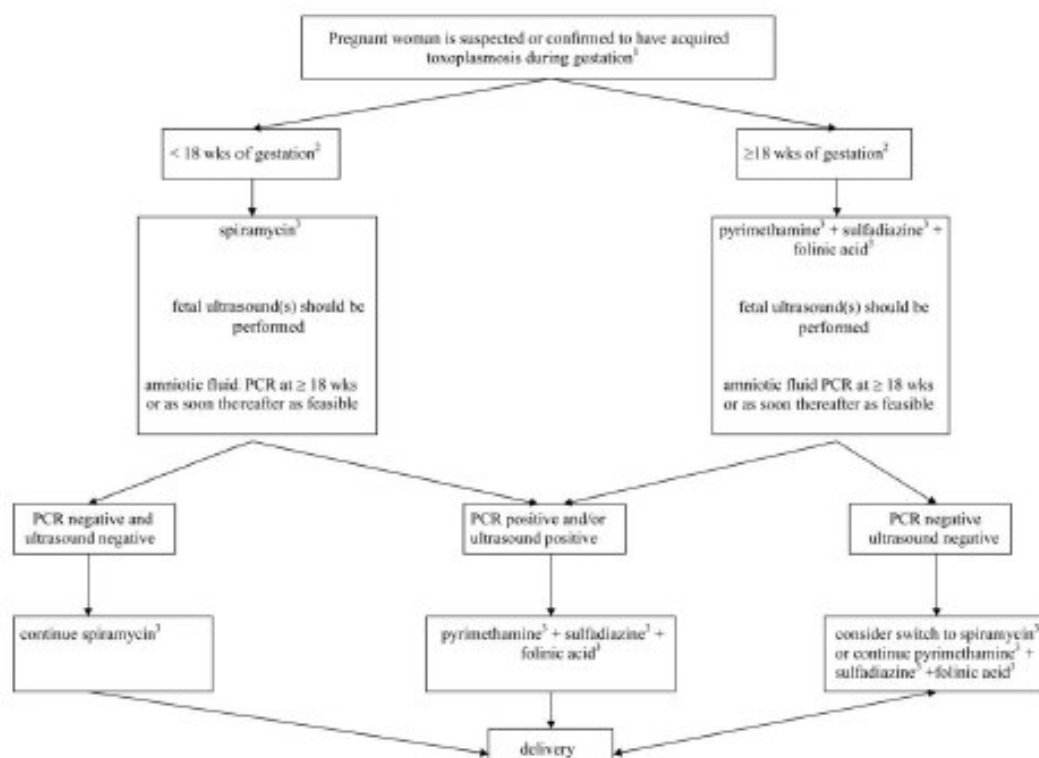 Pregnant woman is suspected or confirmed to have acquired
toxoplasmosis during gestation¹
< 18 wks of gestation²
≥18 wks of gestation²
spiramycin³
fetal ultrasound(s) should be
performed
amniotic fluid PCR at ≥ 18 wks
or as soon thereafter as feasible
pyrimethamine³ + sulfadiazine³ +
folinic acid³
fetal ultrasound(s) should be
performed
amniotic fluid PCR at ≥ 18 wks
or as soon thereafter as feasible
PCR negative and
ultrasound negative
PCR positive and/or
ultrasound positive
PCR negative
ultrasound negative
continue spiramycin³
pyrimethamine³ + sulfadiazine³ +
folinic acid³
consider switch to spiramycin³
or continue pyrimethamine³ +
sulfadiazine³ +folinic acid³
delivery